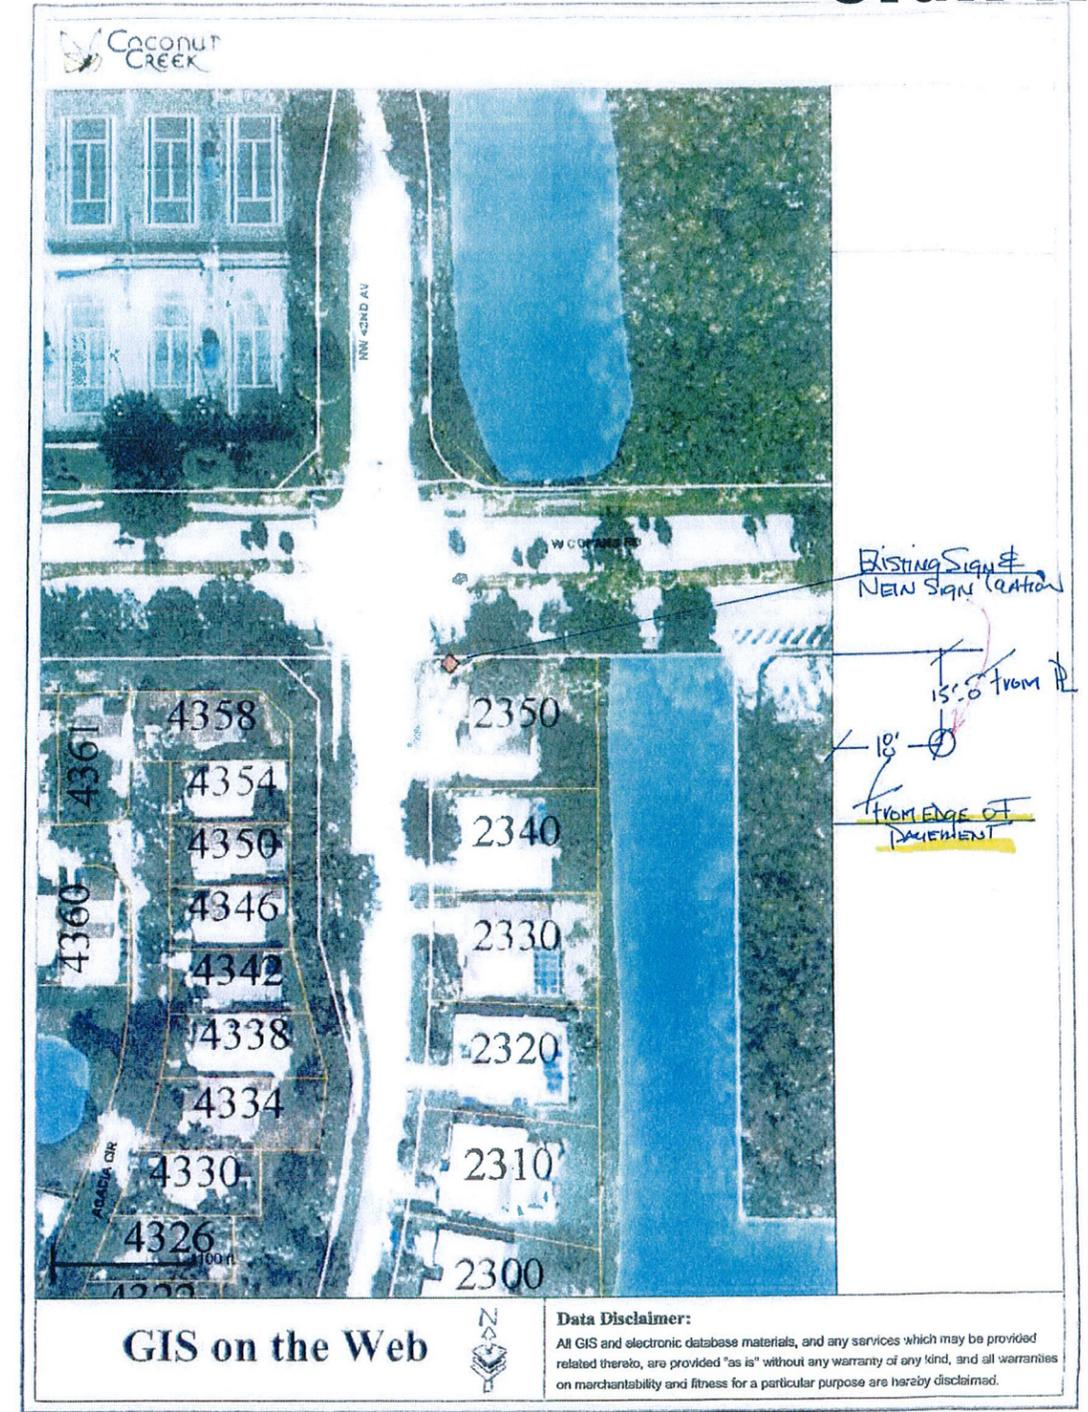 Coconut
CREEK
NW 42ND AV
W COPANS RD
EXISTING SIGN &
NEW SIGN LOCATION
15'-0" FROM PL
10'
FROM EDGE OF
PAVEMENT
4358
2350
4361
4354
2340
4350
4346
4360
2330
4342
4338
2320
4334
2310
4330
ACACIA CIR
4326
100 ft
2300
4322
GIS on the Web
N
Data Disclaimer:
All GIS and electronic database materials, and any services which may be provided
related thereto, are provided "as is" without any warranty of any kind, and all warranties
on merchantability and fitness for a particular purpose are hereby disclaimed.